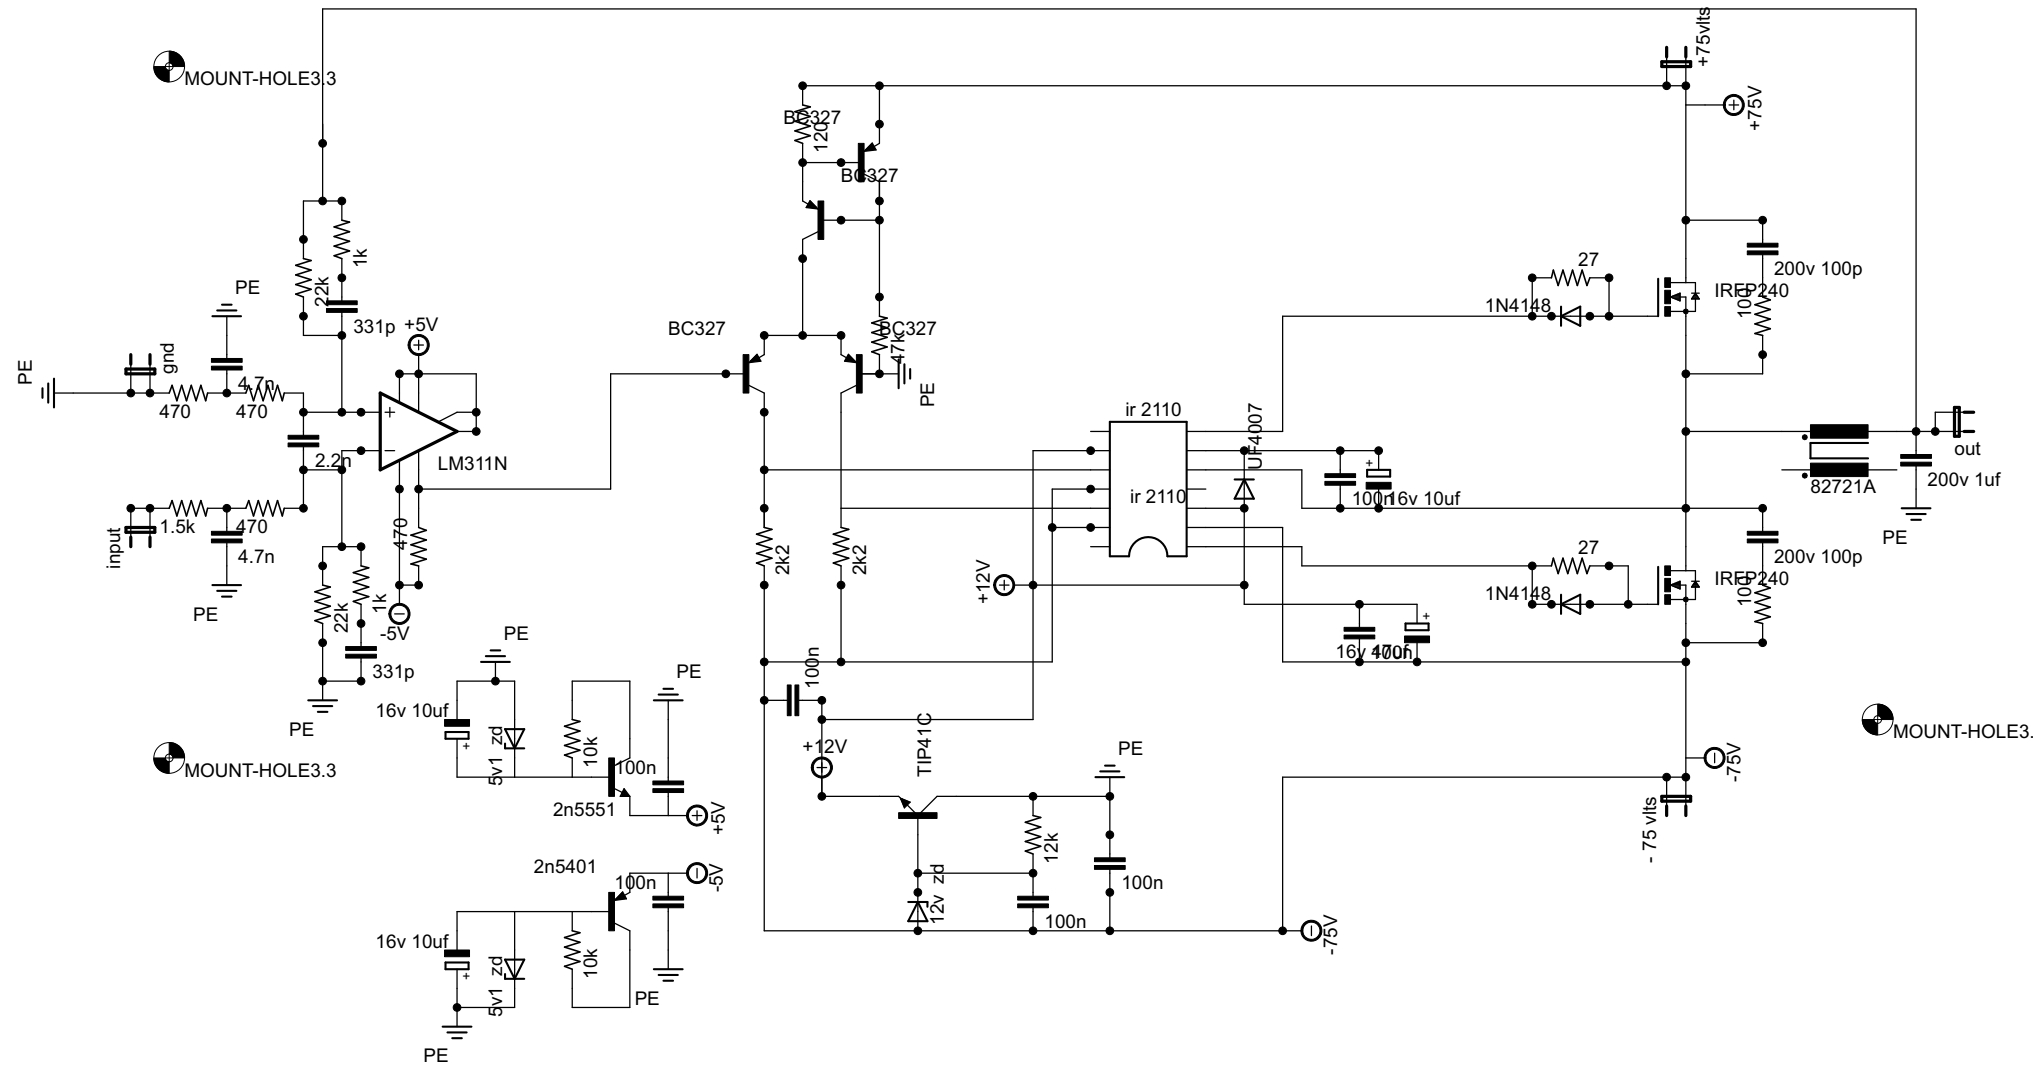 +75vlts
MOUNT-HOLE3.3
+75V
BC327
120
BC327
1k
22k
27
200v 100p
PE
IRFP240
100
1N4148
331p
+5V
BC327
BC327
47k
gnd
PE
4.7n
PE
470
470
ir 2110
UF4007
2.2n
LM311N
out
82721A
200v 1uf
ir 2110
100n
16v 10uf
1.5k
470
input
4.7n
470
2k2
2k2
PE
27
200v 100p
+12V
1N4148
IRFP240
100
PE
22k
1k
-5V
331p
PE
PE
100n
16v 47uf
100n
PE
16v 10uf
5v1 zd
10k
100n
+12V
TIP41C
PE
MOUNT-HOLE3.
-75V
MOUNT-HOLE3.3
2n5551
+5V
- 75 vlts
12k
2n5401
100n
-5V
12v zd
100n
100n
-75V
16v 10uf
5v1 zd
10k
PE
PE